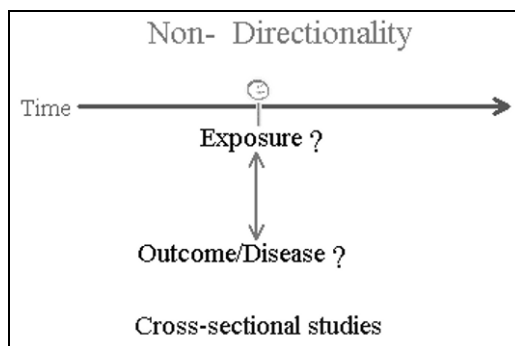 Non- Directionality
Time
Exposure ?
Outcome/Disease ?
Cross-sectional studies